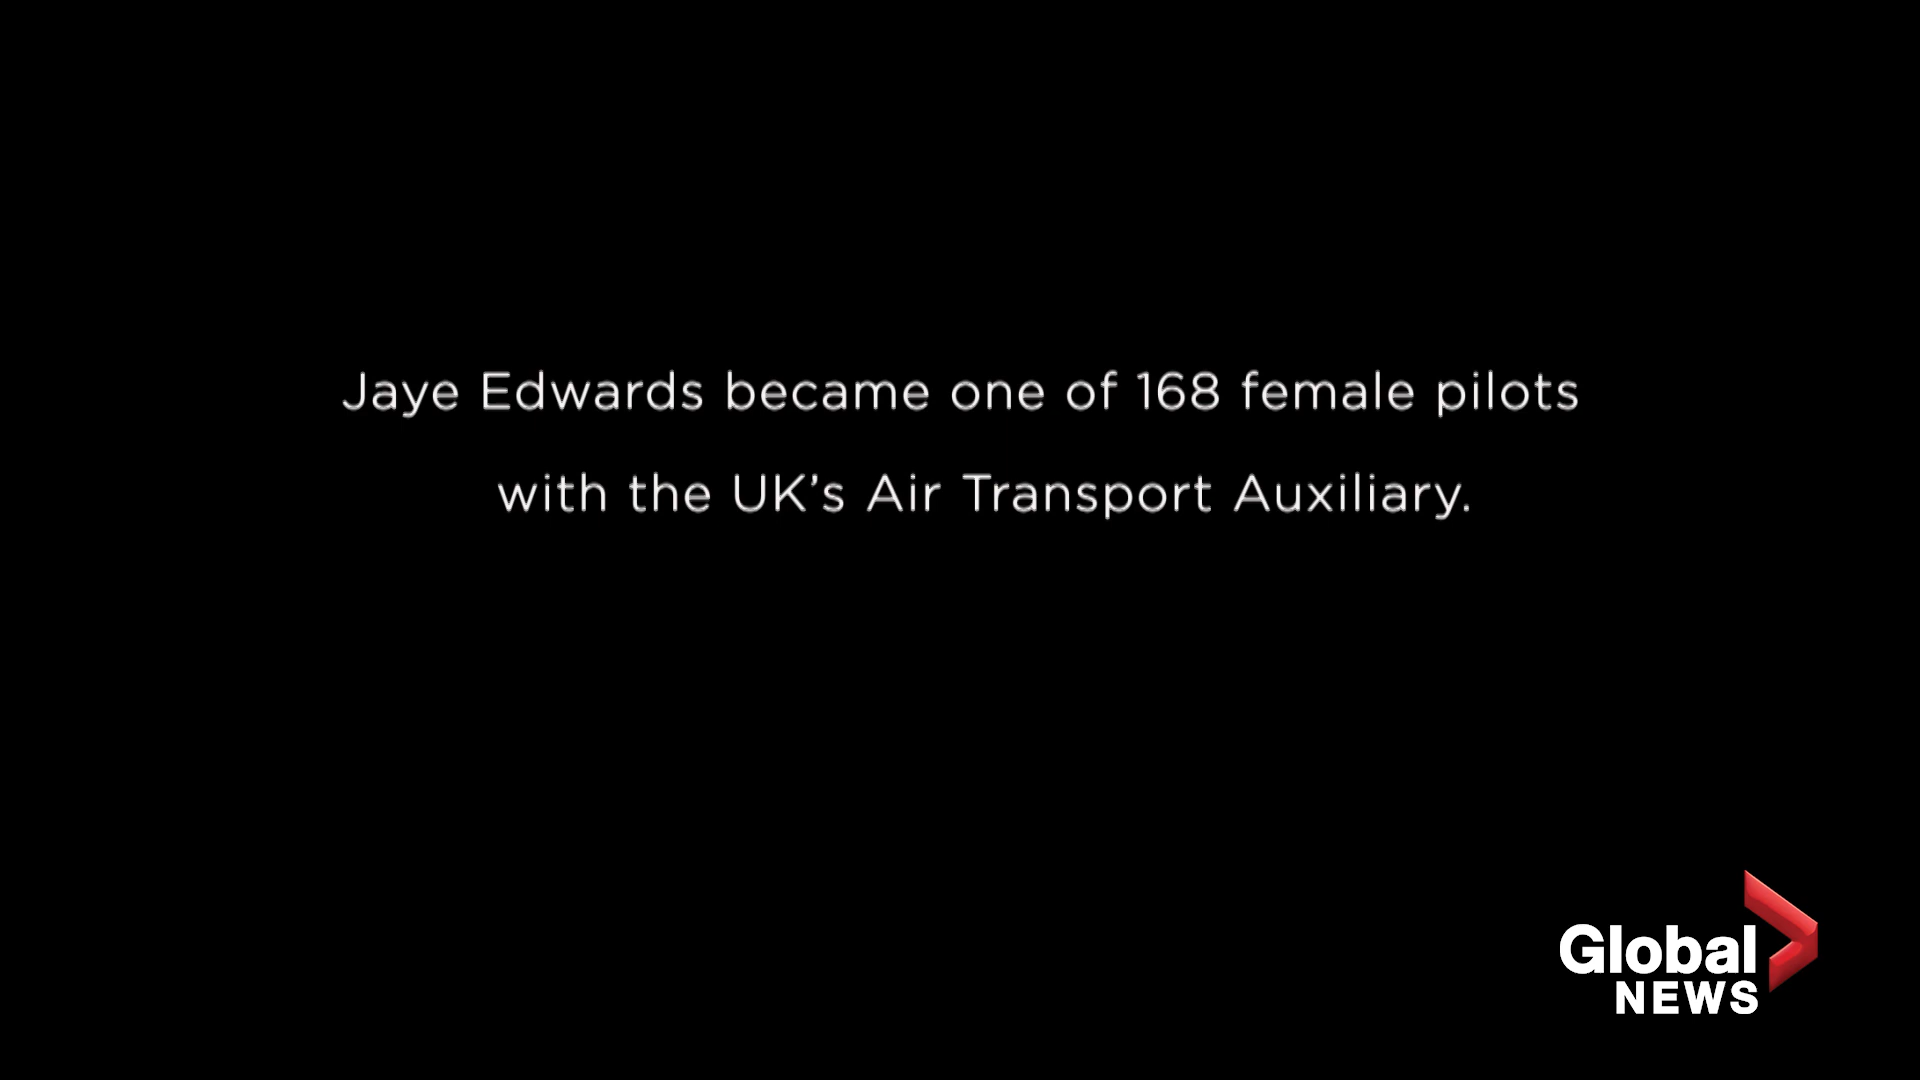 Jaye Edwards became one of 168 female pilots
with the UK’s Air Transport Auxiliary.
Global
NEWS